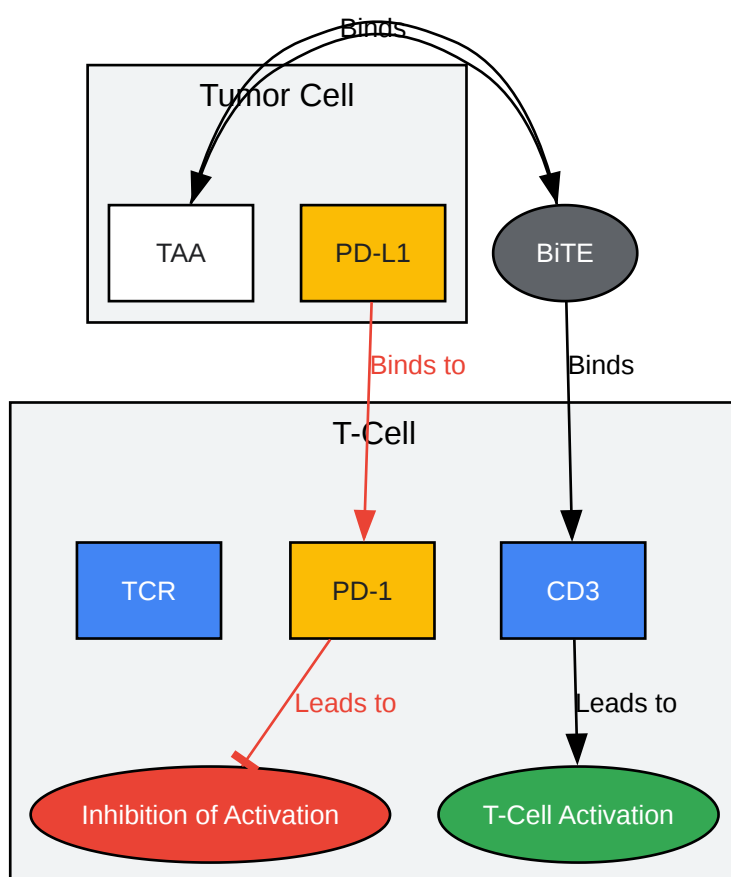 Binds
Tumor Cell
TAA
PD-L1
BiTE
Binds to
Binds
T-Cell
TCR
PD-1
CD3
Leads to
Leads to
Inhibition of Activation
T-Cell Activation